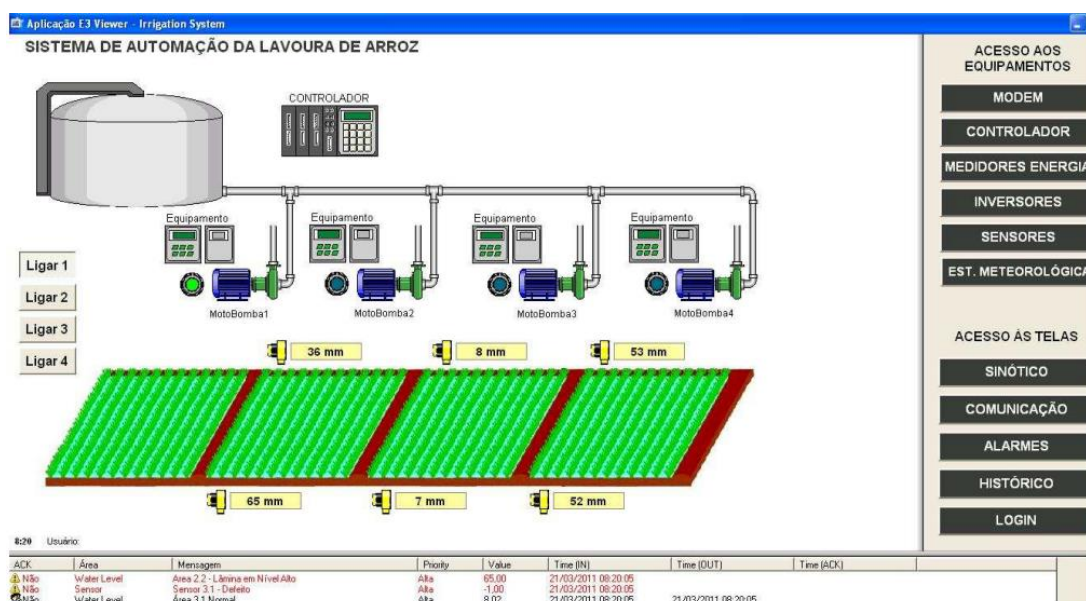 Aplicação E3 Viewer - Irrigation System
SISTEMA DE AUTOMAÇÃO DA LAVOURA DE ARROZ
CONTROLADOR
Equipamento
Equipamento
Equipamento
Equipamento
Ligar 1
Ligar 2
Ligar 3
Ligar 4
MotoBomba1
MotoBomba2
MotoBomba3
MotoBomba4
36 mm
8 mm
53 mm
65 mm
7 mm
52 mm
ACESSO AOS
EQUIPAMENTOS
MODEM
CONTROLADOR
MEDIDORES ENERGIA
INVERSORES
SENSORES
EST. METEOROLÓGICA
ACESSO ÀS TELAS
SINÓTICO
COMUNICAÇÃO
ALARMES
HISTÓRICO
LOGIN
8:20 Usuário:
ACK Área Mensagem Priority Value Time (IN) Time (OUT) Time (ACK)
Não Water Level Area 2.2 - Lâmina em Nível Alto Alta 65,00 21/03/2011 08:20:05
Não Sensor Sensor 3.1 - Defeito Alta -1,00 21/03/2011 08:20:05
Não Water Level Área 3.1 Normal Alta 8,02 21/03/2011 08:20:05 21/03/2011 08:20:05